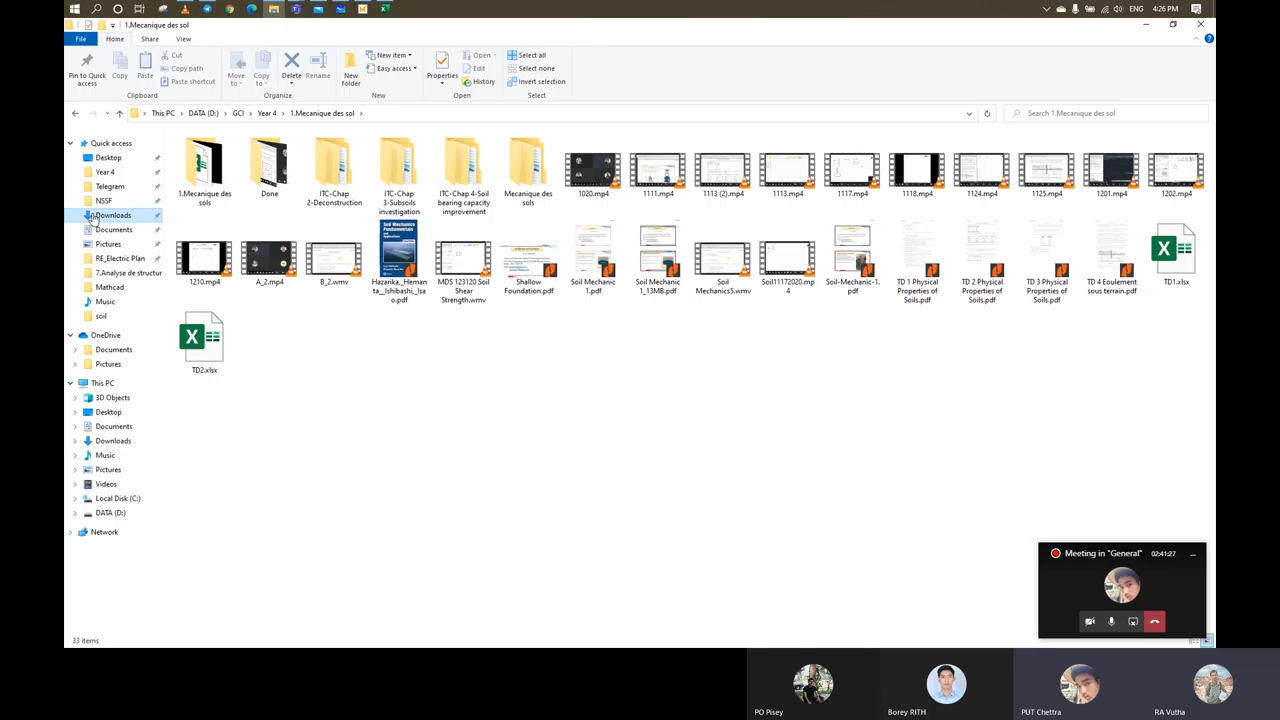 4:26 PM
1.Mecanique des sol
File
Home
Share
View
Pin to Quick access
Copy
Paste
Cut
Copy path
Paste shortcut
Clipboard
Move to
Copy to
Delete
Rename
Organize
New folder
New item
Easy access
New
Properties
Open
Edit
History
Open
Select all
Select none
Invert selection
Select
This PC
DATA (D:)
GCI
Year 4
1.Mecanique des sol
Search 1.Mecanique des sol
Quick access
Desktop
Year 4
Telegram
NSSF
Downloads
Documents
Pictures
RE_Electric Plan
7.Analyse de structur
Mathcad
Music
soil
OneDrive
Documents
Pictures
This PC
3D Objects
Desktop
Documents
Downloads
Music
Pictures
Videos
Local Disk (C:)
DATA (D:)
Network
1.Mecanique des sols
Done
ITC-Chap 2-Deconstruction
ITC-Chap 3-Subsoils investigation
ITC-Chap 4-Soil bearing capacity improvement
Mecanique des sols
1020.mp4
1111.mp4
1113 (2).mp4
1113.mp4
1117.mp4
1118.mp4
1124.mp4
1125.mp4
1201.mp4
1202.mp4
1210.mp4
A_2.mp4
B_2.wmv
Hazarika,_Hemanta_Ishibashi,_Isao.pdf
MDS 123120 Soil Shear Strength.wmv
Shallow Foundation.pdf
Soil Mechanic 1.pdf
Soil Mechanic 1_13MB.pdf
Soil Mechanics5.wmv
Soil11172020.mp4
Soil-Mechanic-1.pdf
TD 1 Physical Properties of Soils.pdf
TD 2 Physical Properties of Soils.pdf
TD 3 Physical Properties of Soils.pdf
TD 4 Eoulement sous terrain.pdf
TD1.xlsx
TD2.xlsx
Meeting in "General"
02:41:27
33 items
PO Pisey
Borey RITH
PUT Chettra
RA Vutha